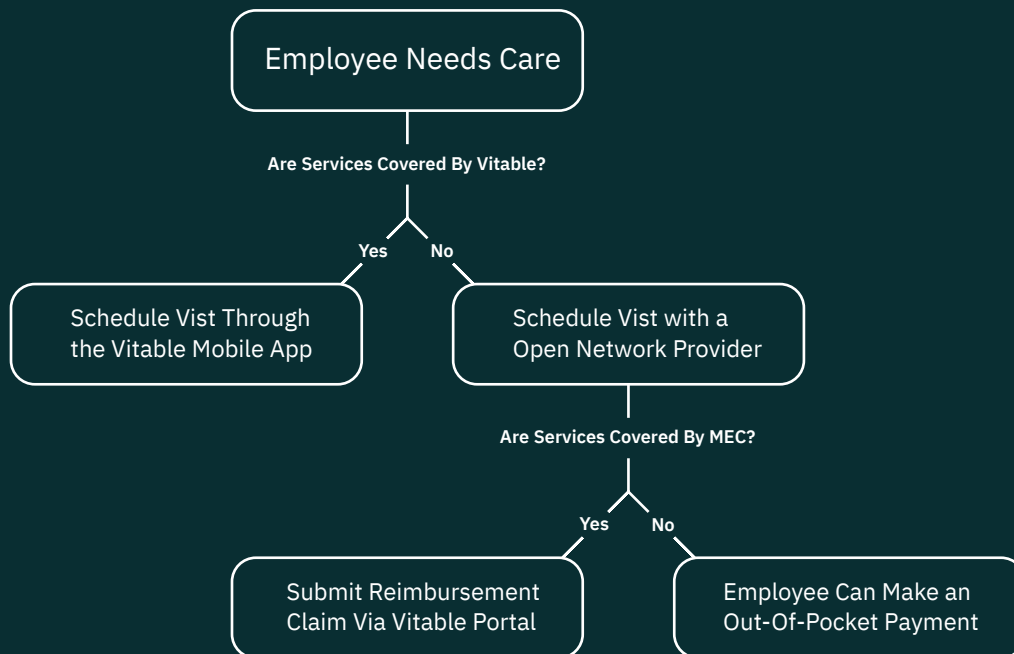 Employee Needs Care
Are Services Covered By Vitable?
Yes
No
Schedule Vist Through
the Vitable Mobile App
Schedule Vist with a
Open Network Provider
Are Services Covered By MEC?
Yes
No
Submit Reimbursement
Claim Via Vitable Portal
Employee Can Make an
Out-Of-Pocket Payment